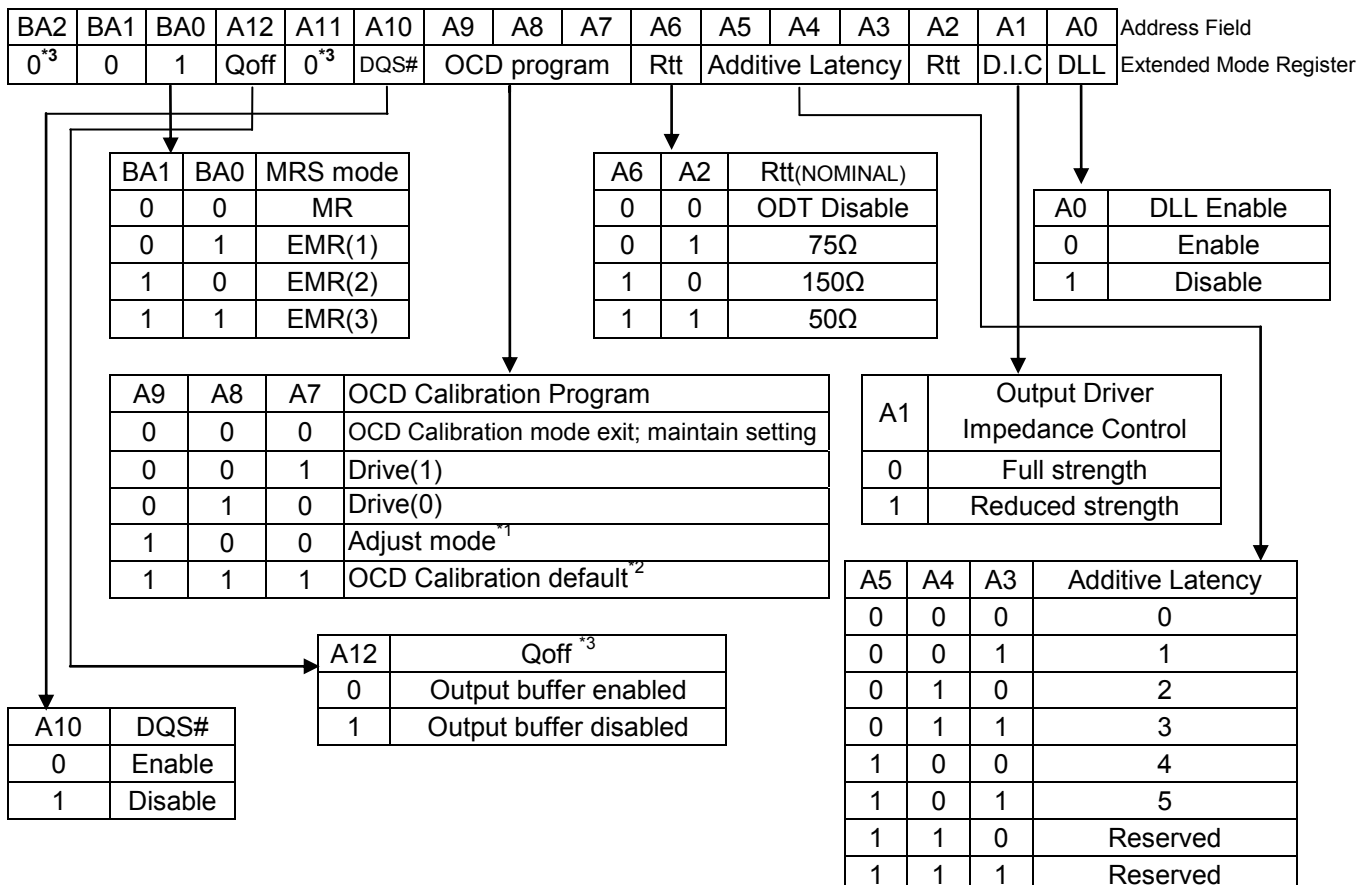 BA2 BA1 BA0 A12 A11 A10 A9 A8 A7 A6 A5 A4 A3 A2 A1 A0 Address Field
0*3 0 1 Qoff 0*3 DQS# OCD program Rtt Additive Latency Rtt D.I.C DLL Extended Mode Register
BA1 BA0 MRS mode
0 0 MR
0 1 EMR(1)
1 0 EMR(2)
1 1 EMR(3)
A6 A2 Rtt(NOMINAL)
0 0 ODT Disable
0 1 75Ω
1 0 150Ω
1 1 50Ω
A0 DLL Enable
0 Enable
1 Disable
A9 A8 A7 OCD Calibration Program
0 0 0 OCD Calibration mode exit; maintain setting
0 0 1 Drive(1)
0 1 0 Drive(0)
1 0 0 Adjust mode*1
1 1 1 OCD Calibration default*2
A1 Output Driver
Impedance Control
0 Full strength
1 Reduced strength
A12 Qoff *3
0 Output buffer enabled
1 Output buffer disabled
A10 DQS#
0 Enable
1 Disable
A5 A4 A3 Additive Latency
0 0 0 0
0 0 1 1
0 1 0 2
0 1 1 3
1 0 0 4
1 0 1 5
1 1 0 Reserved
1 1 1 Reserved